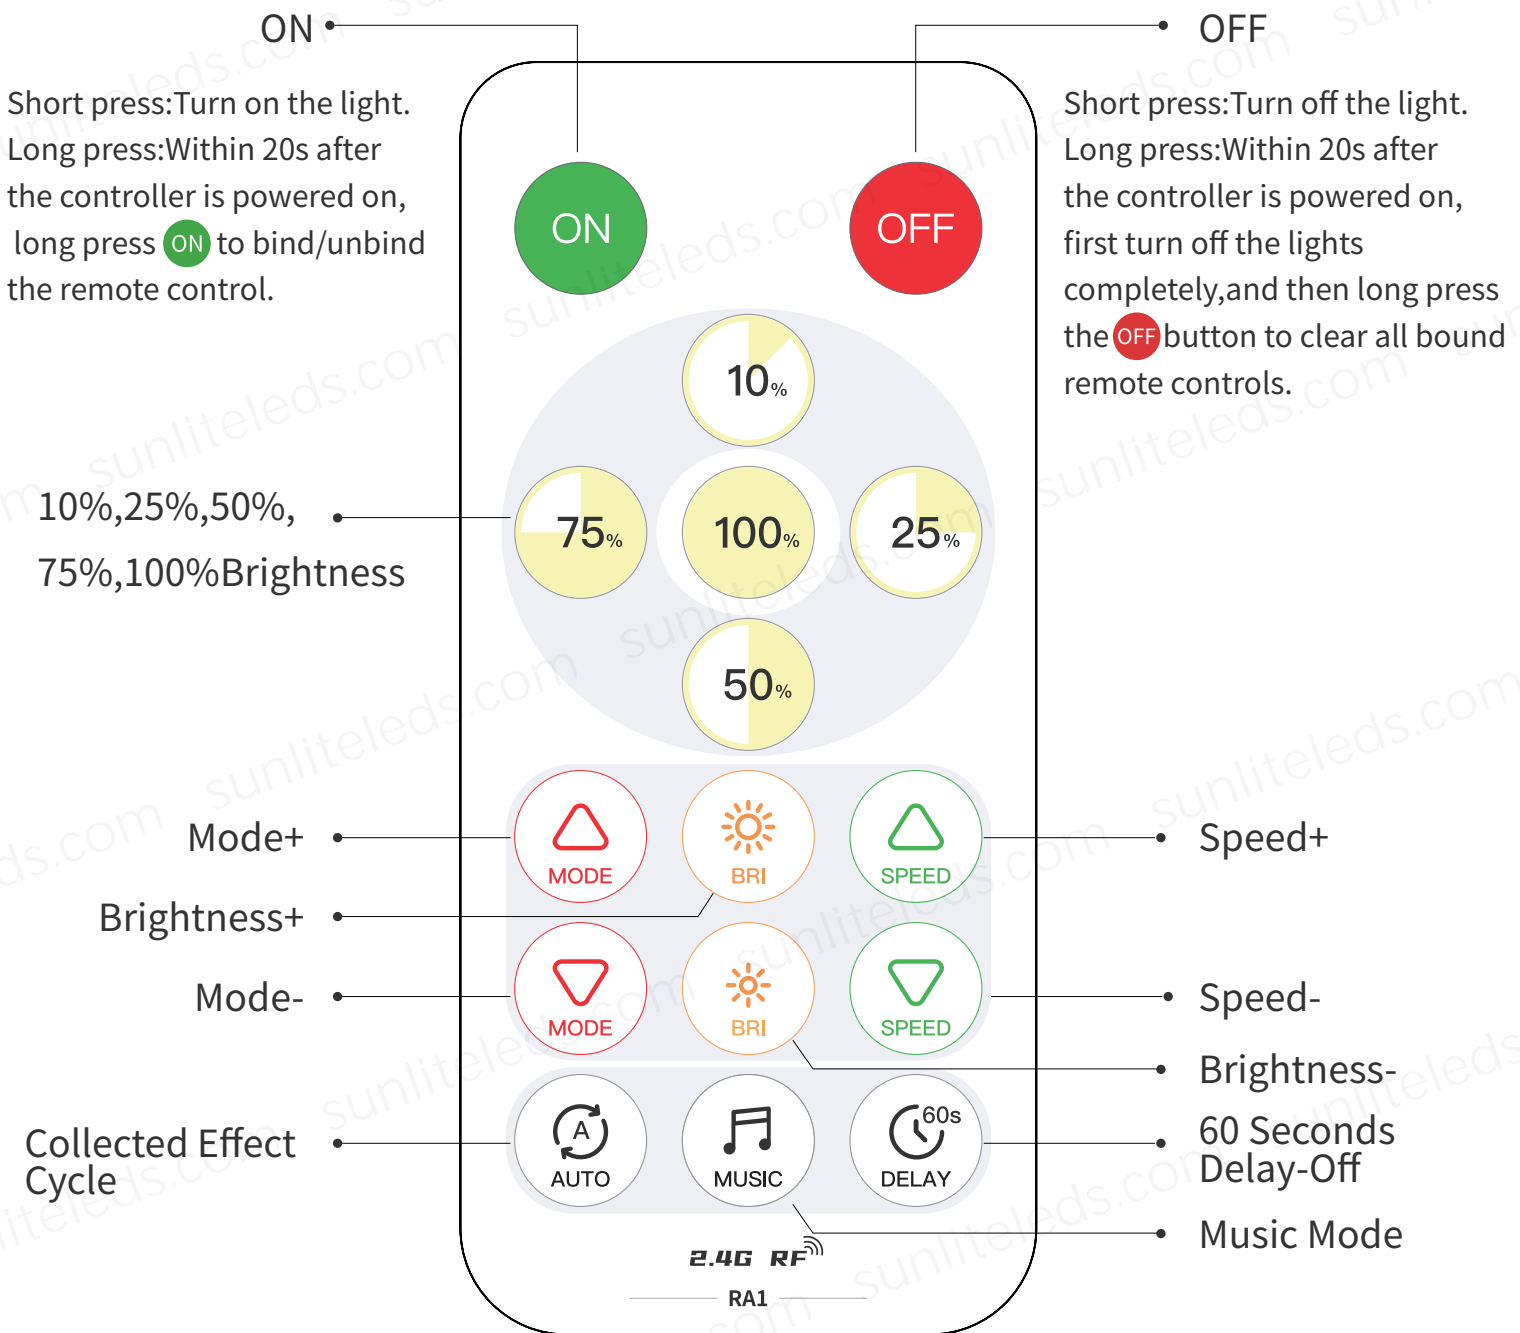 ON
OFF
Short press:Turn on the light.
Long press:Within 20s after
the controller is powered on,
long press ON to bind/unbind
the remote control.
Short press:Turn off the light.
Long press:Within 20s after
the controller is powered on,
first turn off the lights
completely,and then long press
the OFF button to clear all bound
remote controls.
ON
OFF
10%
75%
100%
25%
50%
10%,25%,50%,
75%,100%Brightness
MODE
BRI
SPEED
Mode+
Speed+
Brightness+
MODE
BRI
SPEED
Mode-
Speed-
Brightness-
A
AUTO
MUSIC
60s
DELAY
Collected Effect
Cycle
60 Seconds
Delay-Off
Music Mode
2.4G RF
RA1
sunliteleds.com